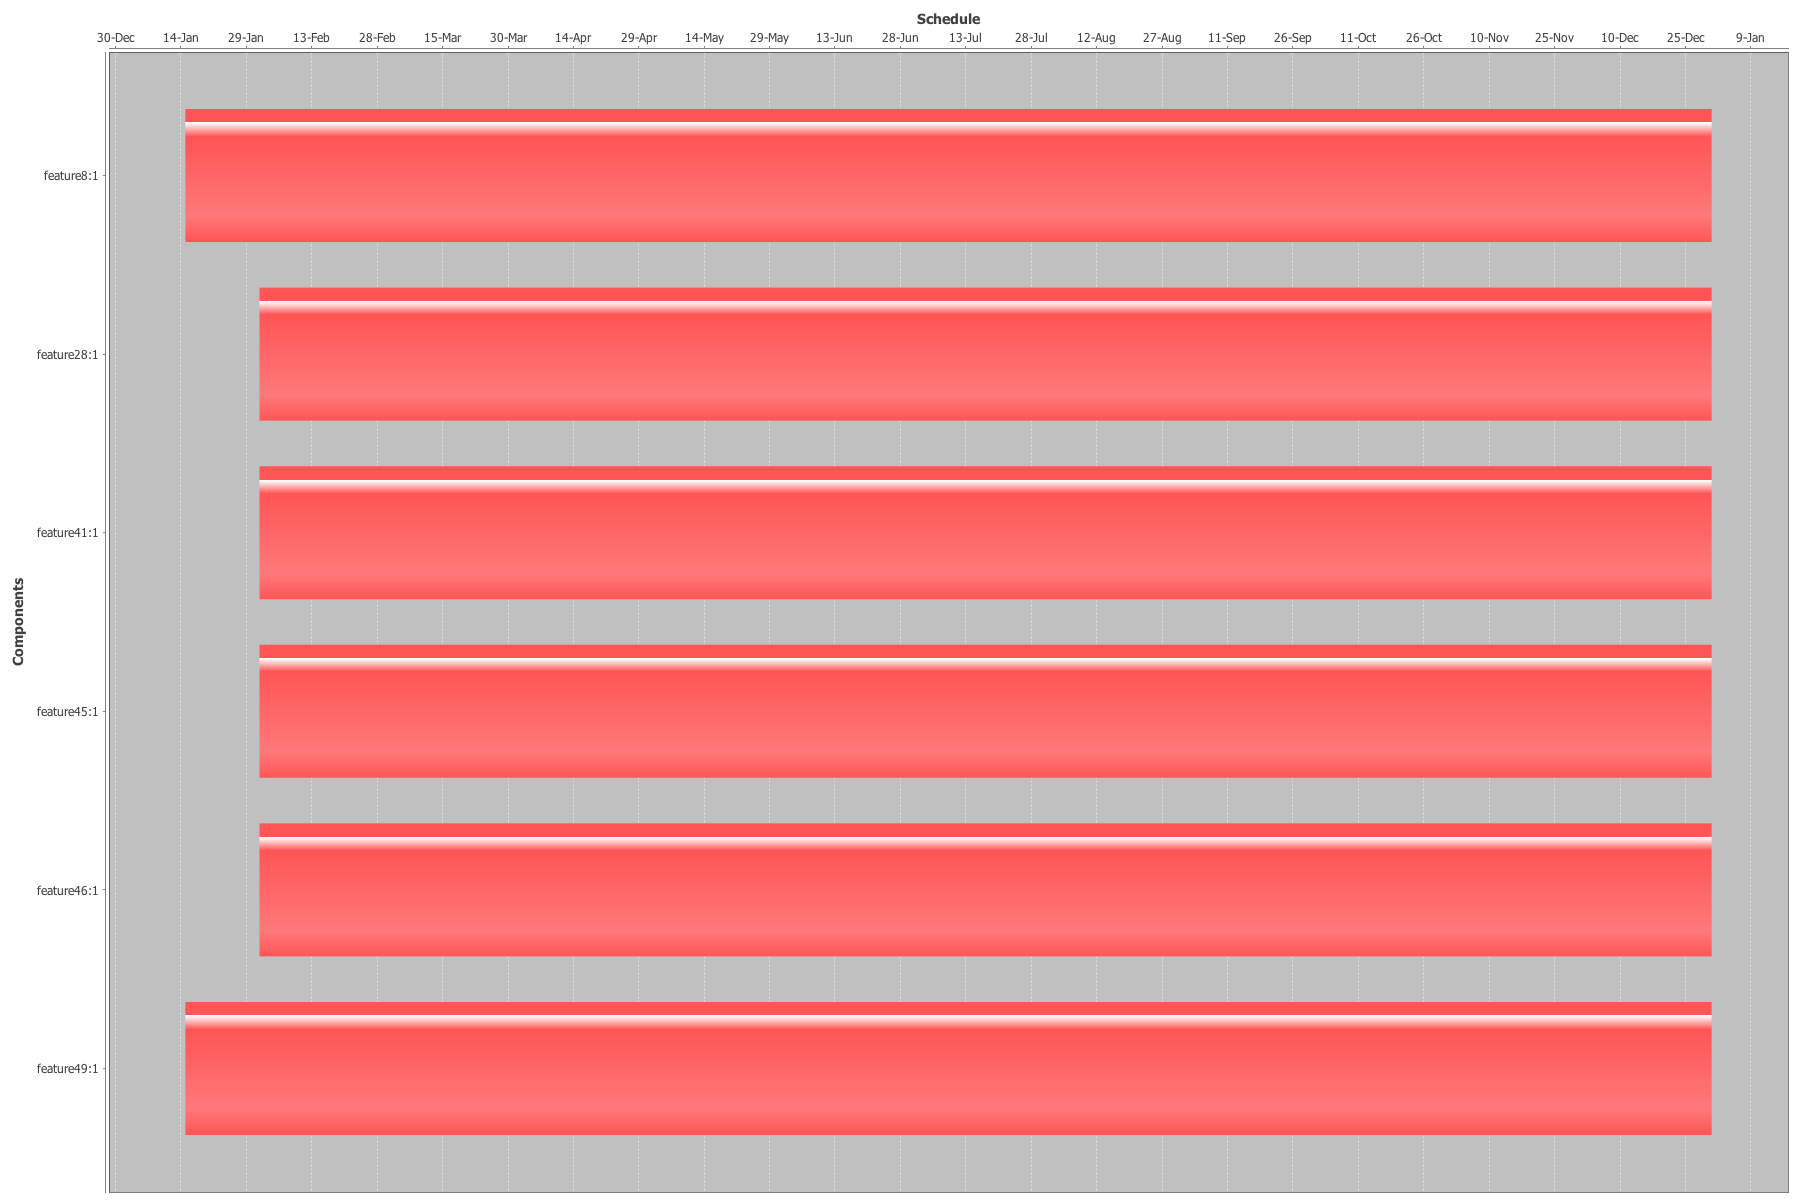 Schedule
30-Dec 14-Jan 29-Jan 13-Feb 28-Feb 15-Mar 30-Mar 14-Apr 29-Apr 14-May 29-May 13-Jun 28-Jun 13-Jul 28-Jul 12-Aug 27-Aug 11-Sep 26-Sep 11-Oct 26-Oct 10-Nov 25-Nov 10-Dec 25-Dec 9-Jan
feature8:1
feature28:1
feature41:1
Components
feature45:1
feature46:1
feature49:1